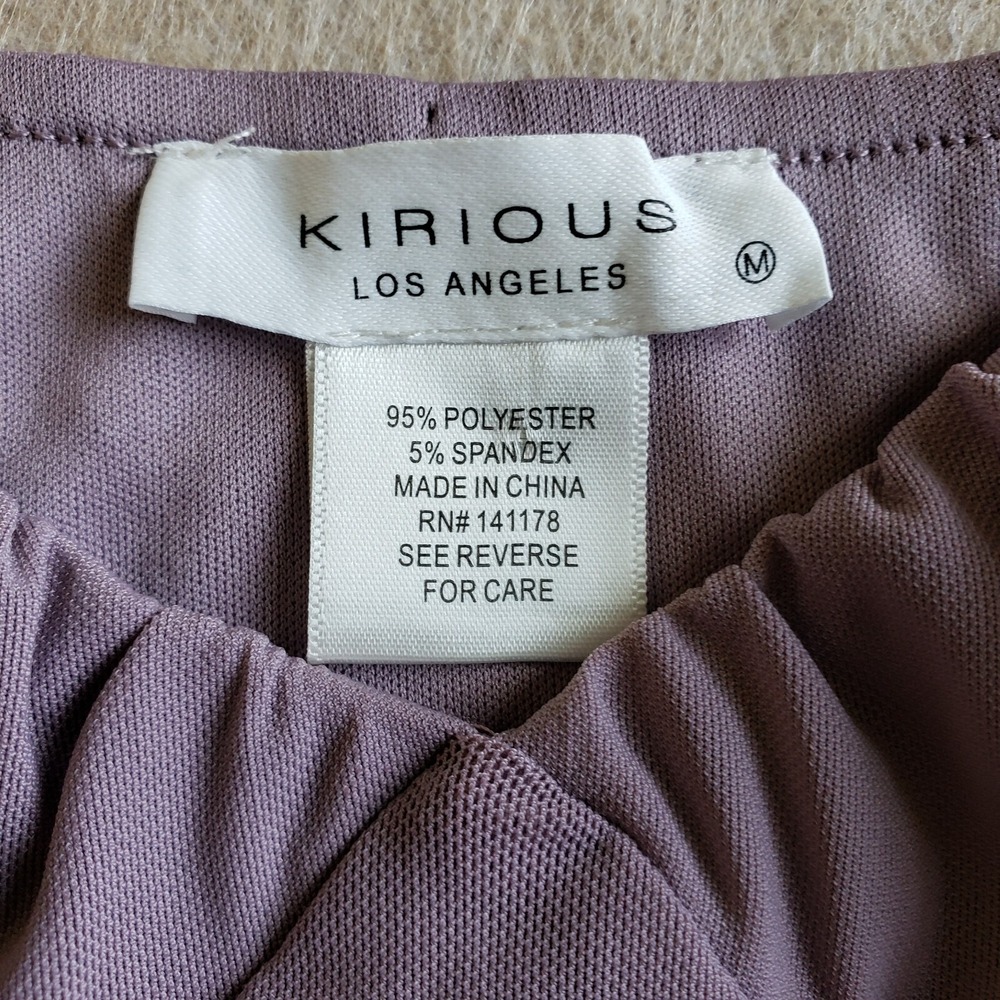 KIRIOUS
LOS ANGELES
M
95% POLYESTER
5% SPANDEX
MADE IN CHINA
RN# 141178
SEE REVERSE
FOR CARE